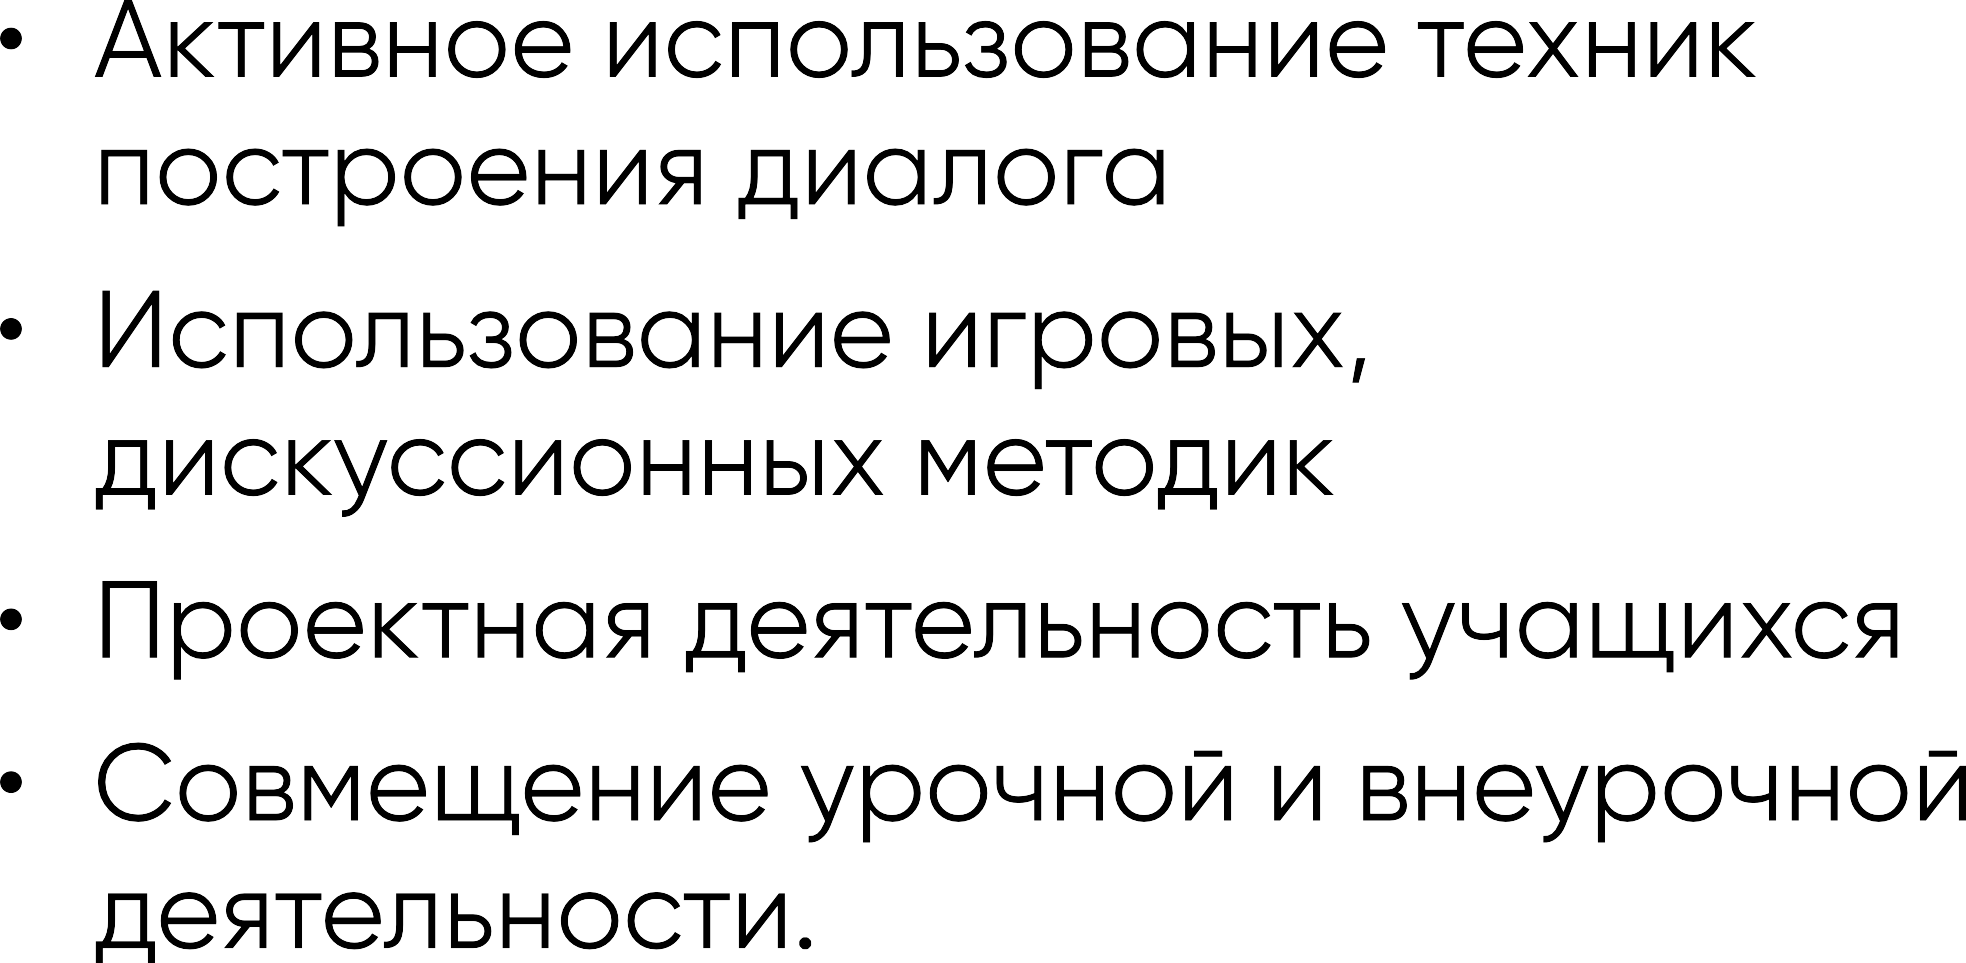 • Активное использование техник
построения диалога
• Использование игровых,
дискуссионных методик
• Проектная деятельность учащихся
• Совмещение урочной и внеурочной
деятельности.